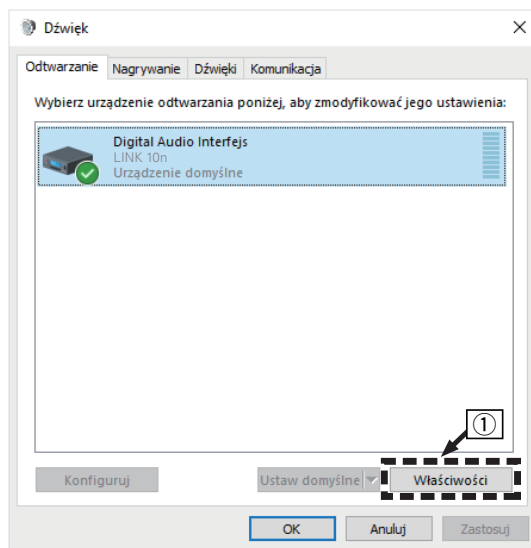 Dźwięk
Odtwarzanie Nagrywanie Dźwięki Komunikacja
Wybierz urządzenie odtwarzania poniżej, aby zmodyfikować jego ustawienia:
Digital Audio Interfejs
LINK 10n
Urządzenie domyślne
①
Konfiguruj Ustaw domyślne Właściwości
OK Anuluj Zastosuj